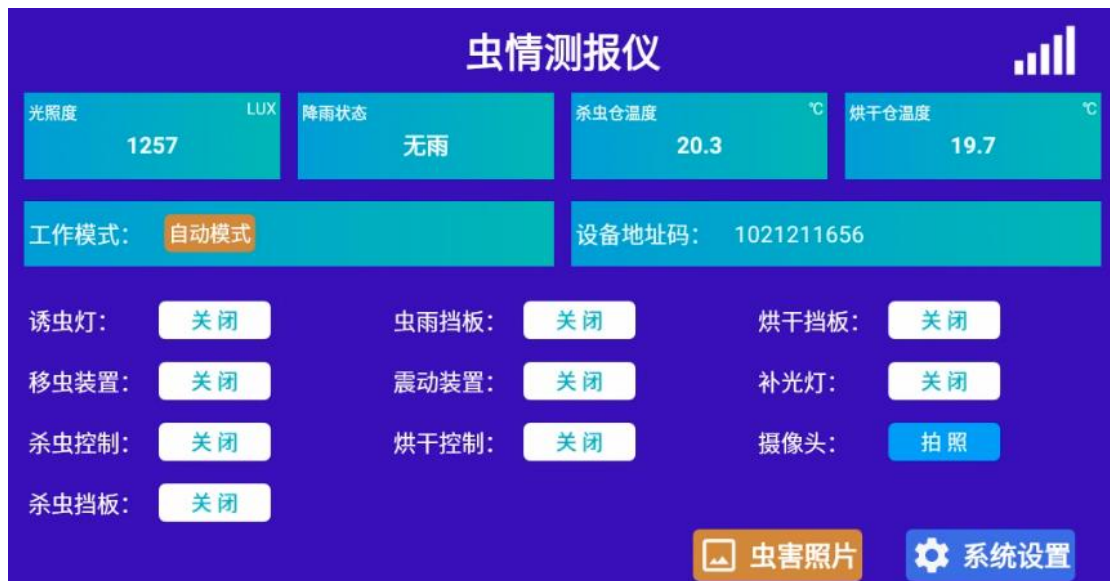 虫情测报仪
光照度 LUX 降雨状态 杀虫仓温度 ℃ 烘干仓温度 ℃
1257 无雨 20.3 19.7
工作模式： 自动模式 设备地址码： 1021211656
诱虫灯： 关闭 虫雨挡板： 关闭 烘干挡板： 关闭
移虫装置： 关闭 震动装置： 关闭 补光灯： 关闭
杀虫控制： 关闭 烘干控制： 关闭 摄像头： 拍照
杀虫挡板： 关闭
虫害照片 系统设置